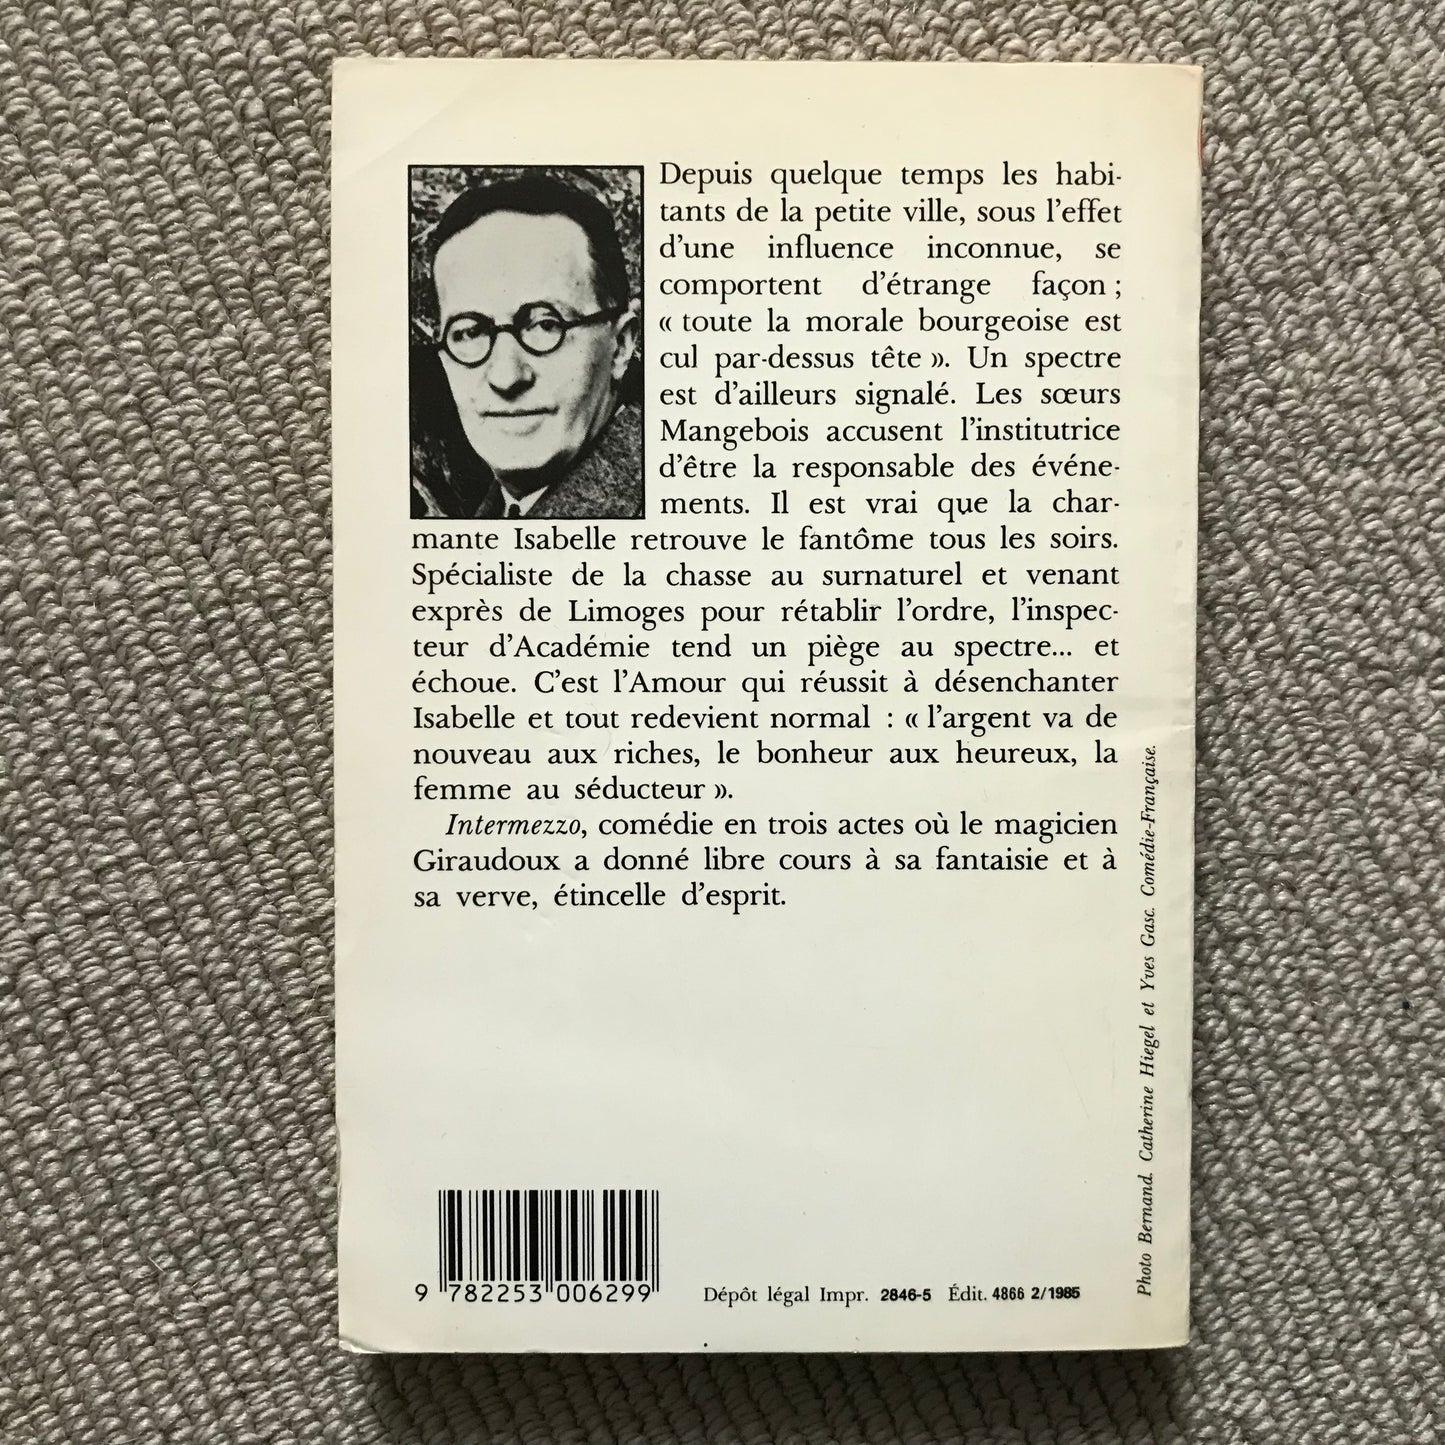 Depuis quelque temps les habi-
tants de la petite ville, sous l'effet
d'une influence inconnue, se
comportent d'étrange façon ;
« toute la morale bourgeoise est
cul par-dessus tête ». Un spectre
est d'ailleurs signalé. Les sœurs
Mangebois accusent l'institutrice
d'être la responsable des événe-
ments. Il est vrai que la char-
mante Isabelle retrouve le fantôme tous les soirs.
Spécialiste de la chasse au surnaturel et venant
exprès de Limoges pour rétablir l'ordre, l'inspec-
teur d'Académie tend un piège au spectre... et
échoue. C'est l'Amour qui réussit à désenchanter
Isabelle et tout redevient normal : « l'argent va de
nouveau aux riches, le bonheur aux heureux, la
femme au séducteur ».
Intermezzo, comédie en trois actes où le magicien
Giraudoux a donné libre cours à sa fantaisie et à
sa verve, étincelle d'esprit.
Photo Bernand. Catherine Hiegel et Yves Gasc. Comédie-Française.
9 782253 006299
Dépôt légal Impr. 2846-5 Édit. 4866 2/1985